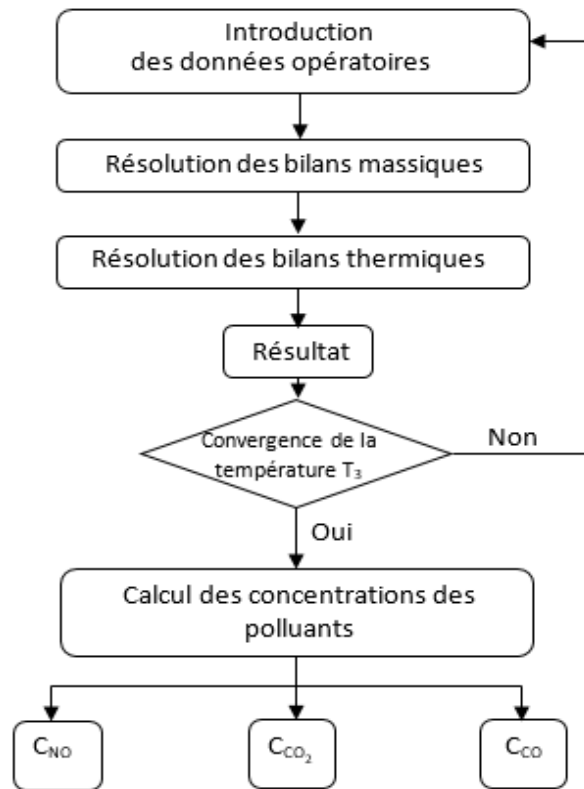 Introduction
des données opératoires
Résolution des bilans massiques
Résolution des bilans thermiques
Résultat
Convergence de la
température T₃
Non
Oui
Calcul des concentrations des
polluants
C_NO
C_CO₂
C_CO